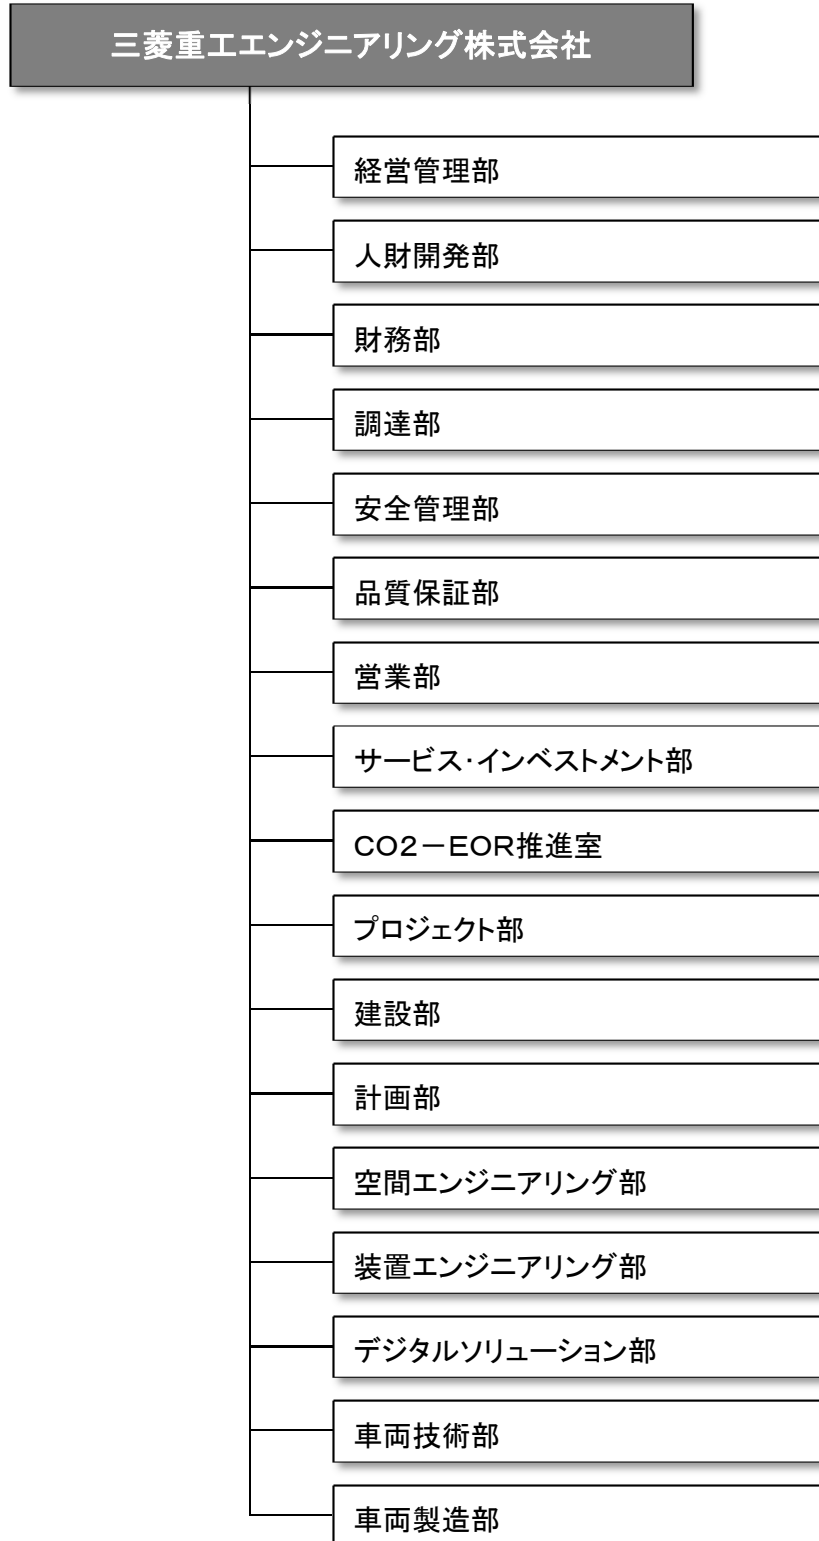 三菱重工エンジニアリング株式会社
経営管理部
人財開発部
財務部
調達部
安全管理部
品質保証部
営業部
サービス・インベストメント部
CO2－EOR推進室
プロジェクト部
建設部
計画部
空間エンジニアリング部
装置エンジニアリング部
デジタルソリューション部
車両技術部
車両製造部